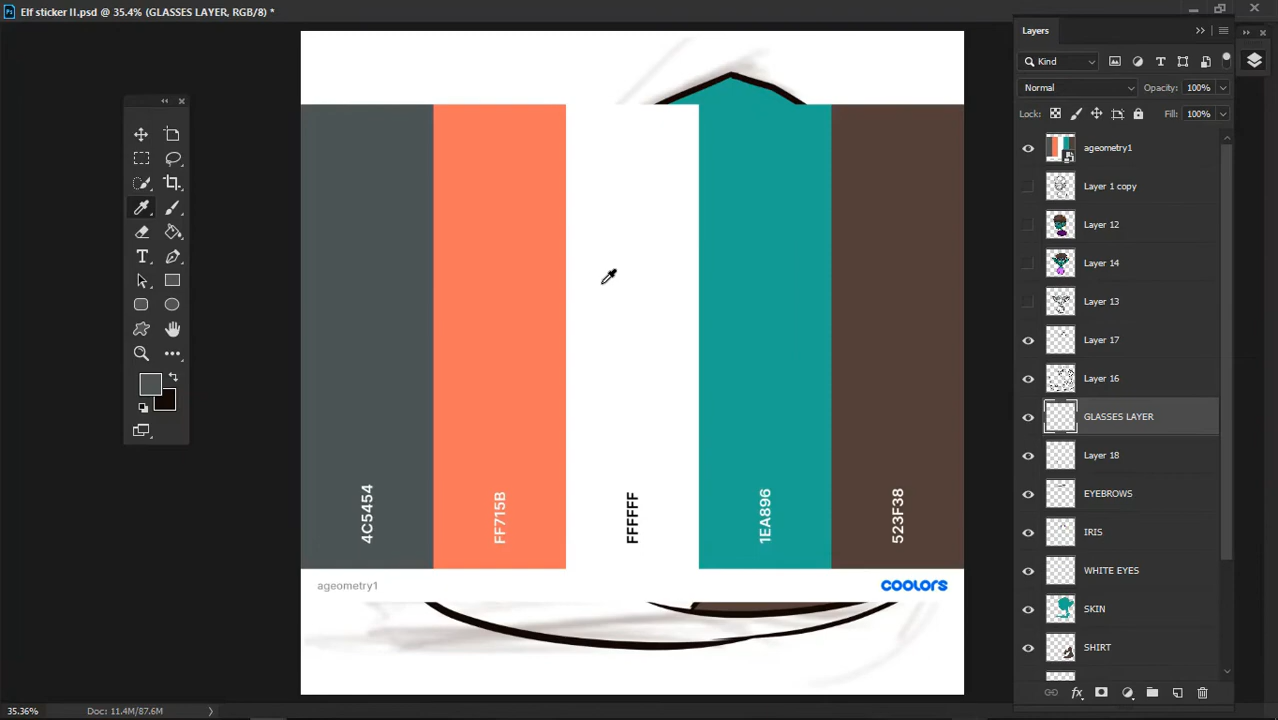 Elf sticker II.psd @ 35.4% (GLASSES LAYER, RGB/8) *
Layers
Kind
Normal
Opacity: 100%
Lock:
Fill: 100%
ageometry1
Layer 1 copy
Layer 12
Layer 14
Layer 13
Layer 17
Layer 16
GLASSES LAYER
Layer 18
EYEBROWS
IRIS
WHITE EYES
SKIN
SHIRT
4C5454
FF715B
FFFFFF
1EA896
523F38
ageometry1
coolors
35.36%
Doc: 11.4M/87.6M